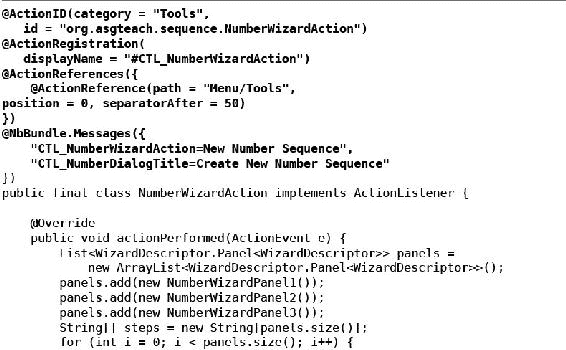 @ActionID(category = "Tools",
   id = "org.asgteach.sequence.NumberWizardAction")
@ActionRegistration(
   displayName = "#CTL_NumberWizardAction")
@ActionReferences({
    @ActionReference(path = "Menu/Tools",
position = 0, separatorAfter = 50)
})
@NbBundle.Messages({
    "CTL_NumberWizardAction=New Number Sequence",
    "CTL_NumberDialogTitle=Create New Number Sequence"
})
public final class NumberWizardAction implements ActionListener {
    @Override
    public void actionPerformed(ActionEvent e) {
        List<WizardDescriptor.Panel<WizardDescriptor>> panels =
            new ArrayList<WizardDescriptor.Panel<WizardDescriptor>>();
        panels.add(new NumberWizardPanel1());
        panels.add(new NumberWizardPanel2());
        panels.add(new NumberWizardPanel3());
        String[] steps = new String[panels.size()];
        for (int i = 0; i < panels.size(); i++) {